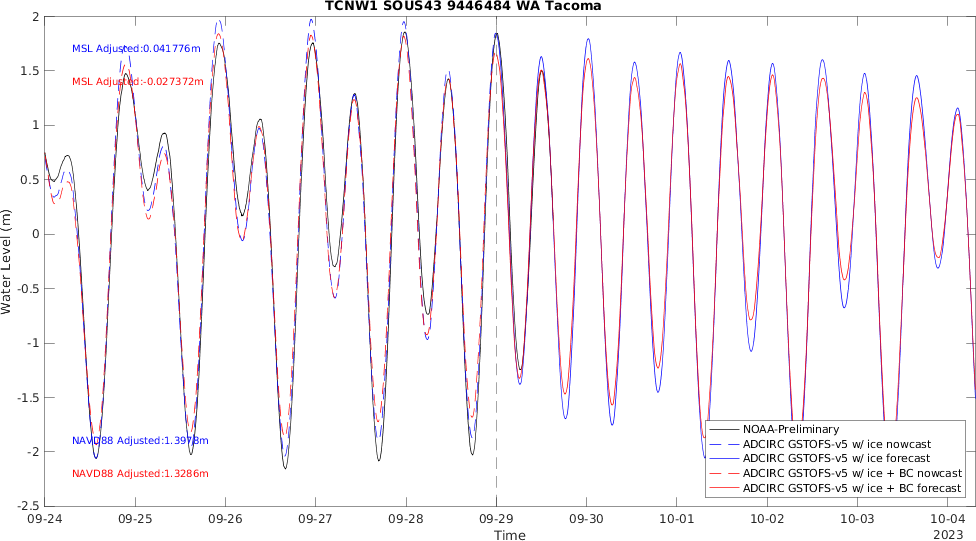 TCNW1 SOUS43 9446484 WA Tacoma
2
1.5
1
0.5
0
-0.5
-1
-1.5
-2
-2.5
Water Level (m)
MSL Adjusted:0.041776m
MSL Adjusted:-0.027372m
NAVD88 Adjusted:1.3978m
NAVD88 Adjusted:1.3286m
NOAA-Preliminary
ADCIRC GSTOFS-v5 w/ ice nowcast
ADCIRC GSTOFS-v5 w/ ice forecast
ADCIRC GSTOFS-v5 w/ ice + BC nowcast
ADCIRC GSTOFS-v5 w/ ice + BC forecast
09-24 09-25 09-26 09-27 09-28 09-29 09-30 10-01 10-02 10-03 10-04
Time
2023